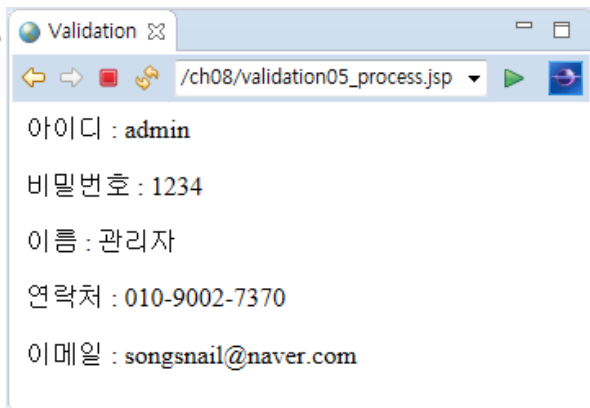 Validation
/ch08/validation05_process.jsp
아이디 : admin
비밀번호 : 1234
이름 : 관리자
연락처 : 010-9002-7370
이메일 : songsnail@naver.com